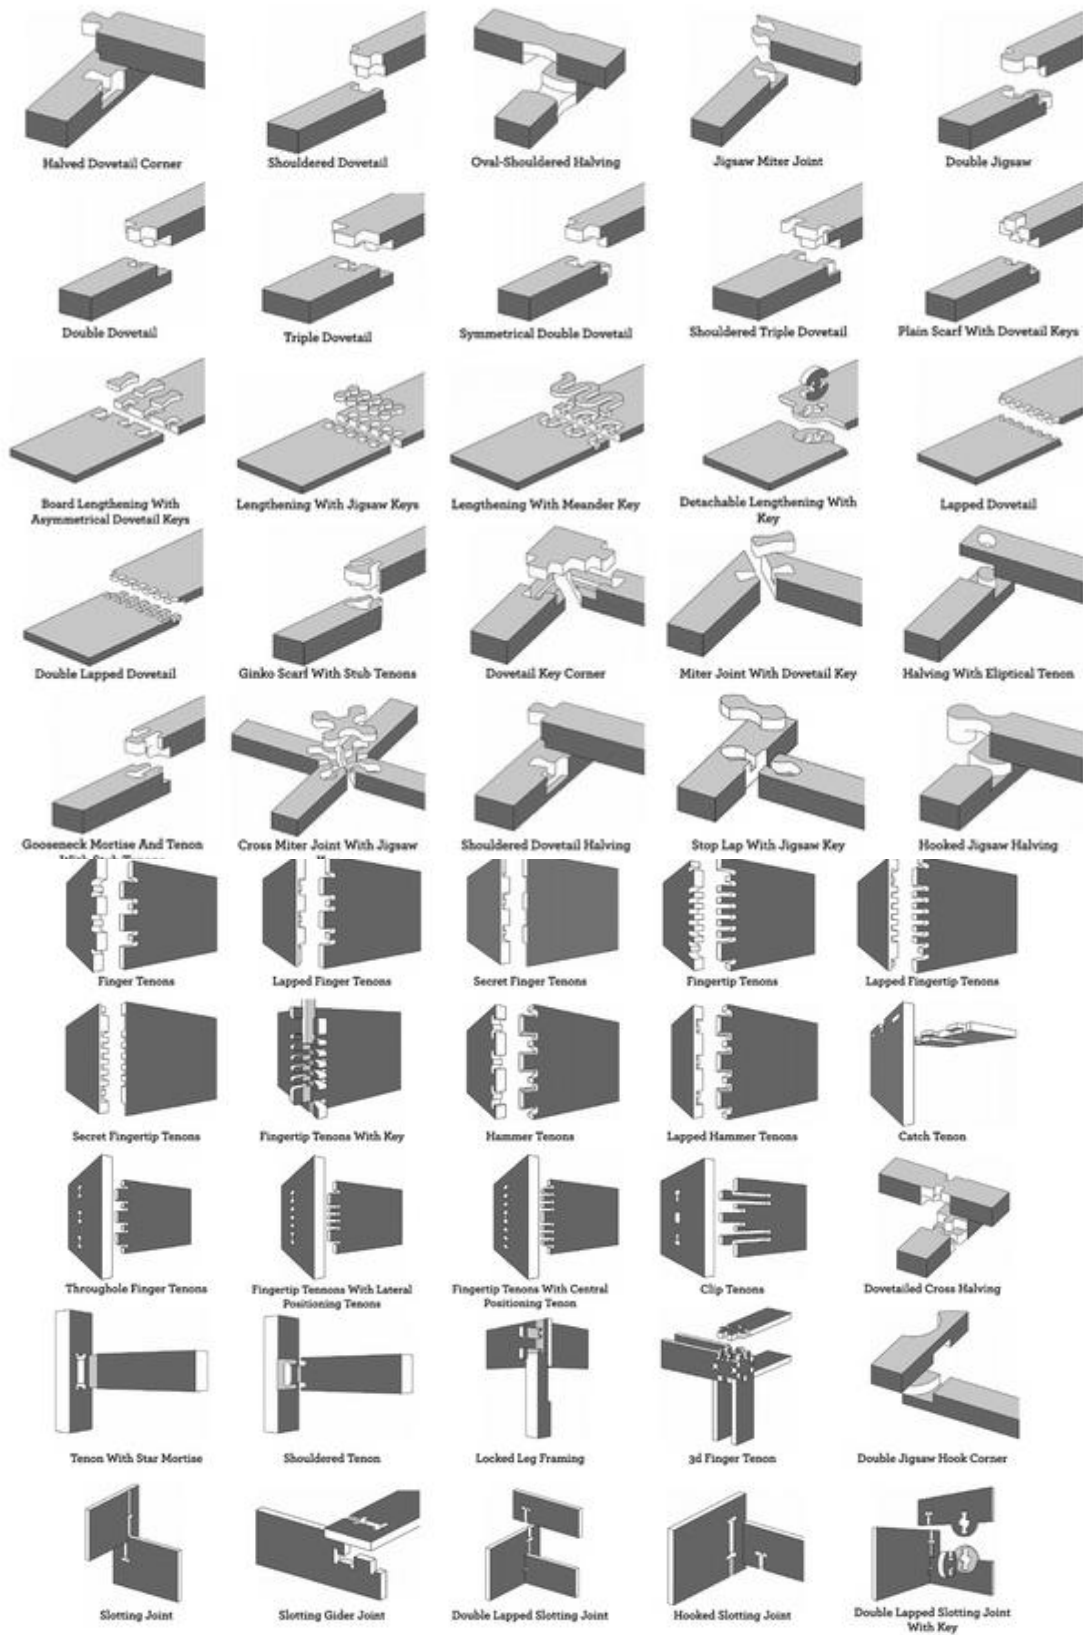 Halved Dovetail Corner
Shouldered Dovetail
Oval-Shouldered Halving
Jigsaw Miter Joint
Double Jigsaw
Double Dovetail
Triple Dovetail
Symmetrical Double Dovetail
Shouldered Triple Dovetail
Plain Scarf With Dovetail Keys
Board Lengthening With
Asymmetrical Dovetail Keys
Lengthening With Jigsaw Keys
Lengthening With Meander Key
Detachable Lengthening With
Key
Lapped Dovetail
Double Lapped Dovetail
Ginko Scarf With Stub Tenons
Dovetail Key Corner
Miter Joint With Dovetail Key
Halving With Eliptical Tenon
Gooseneck Mortise And Tenon
Cross Miter Joint With Jigsaw
Shouldered Dovetail Halving
Stop Lap With Jigsaw Key
Hooked Jigsaw Halving
Finger Tenons
Lapped Finger Tenons
Secret Finger Tenons
Fingertip Tenons
Lapped Fingertip Tenons
Secret Fingertip Tenons
Fingertip Tenons With Key
Hammer Tenons
Lapped Hammer Tenons
Catch Tenon
Throughole Finger Tenons
Fingertip Tennons With Lateral
Positioning Tenons
Fingertip Tenons With Central
Positioning Tenon
Clip Tenons
Dovetailed Cross Halving
Tenon With Star Mortise
Shouldered Tenon
Locked Leg Framing
3d Finger Tenon
Double Jigsaw Hook Corner
Slotting Joint
Slotting Gider Joint
Double Lapped Slotting Joint
Hooked Slotting Joint
Double Lapped Slotting Joint
With Key